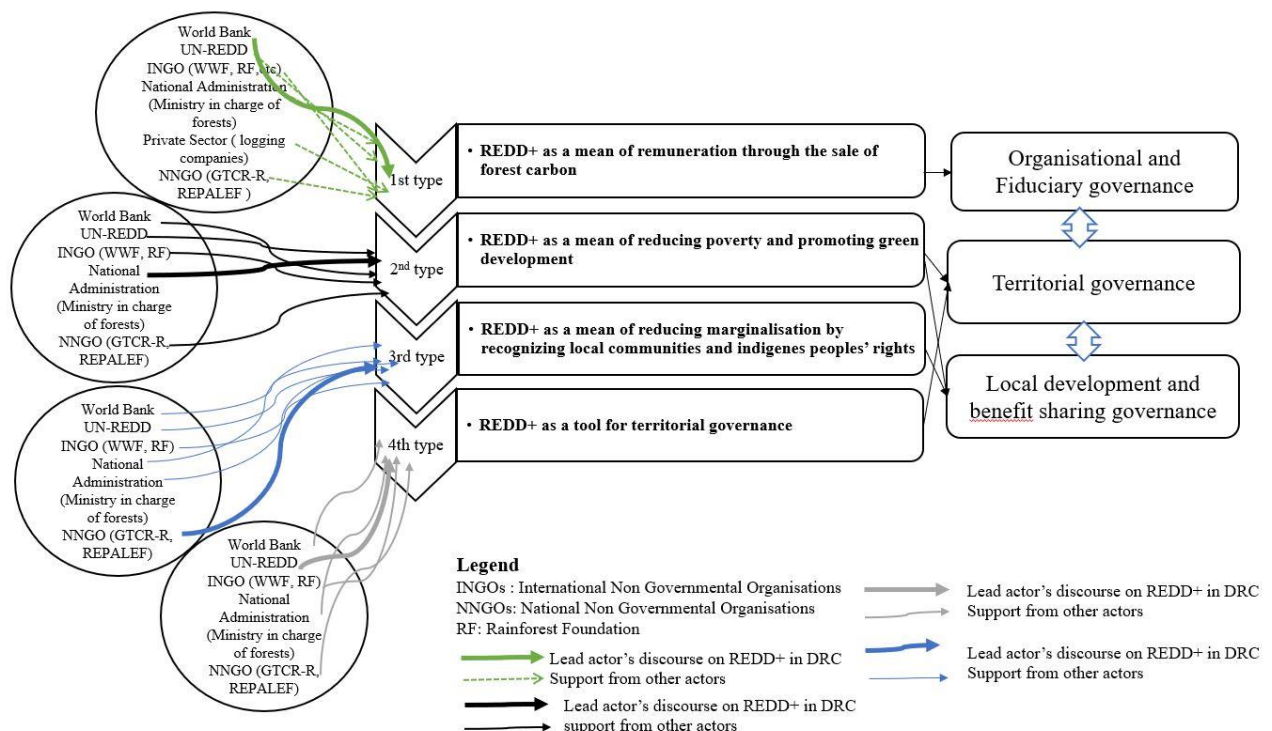 World Bank
UN-REDD
INGO (WWF, RF, etc)
National Administration
(Ministry in charge of
forests)
Private Sector ( logging
companies)
NNGO (GTCR-R,
REPALEF )
1st type
• REDD+ as a mean of remuneration through the sale of
forest carbon
Organisational and
Fiduciary governance
World Bank
UN-REDD
INGO (WWF, RF)
National
Administration
(Ministry in charge
of forests)
NNGO (GTCR-R,
REPALEF)
2nd type
• REDD+ as a mean of reducing poverty and promoting green
development
Territorial governance
World Bank
UN-REDD
INGO (WWF, RF)
National
Administration
(Ministry in charge
of forests)
NNGO (GTCR-R,
REPALEF)
3rd type
• REDD+ as a mean of reducing marginalisation by
recognizing local communities and indigenes peoples’ rights
Local development and
benefit sharing governance
World Bank
UN-REDD
INGO (WWF, RF)
National
Administration
(Ministry in charge
of forests)
NNGO (GTCR-R,
REPALEF)
4th type
• REDD+ as a tool for territorial governance
Legend
INGOs : International Non Governmental Organisations
NNGOs: National Non Governmental Organisations
RF: Rainforest Foundation
Lead actor’s discourse on REDD+ in DRC
Support from other actors
Lead actor’s discourse on REDD+ in DRC
support from other actors
Lead actor’s discourse on REDD+ in DRC
Support from other actors
Lead actor’s discourse on REDD+ in DRC
Support from other actors